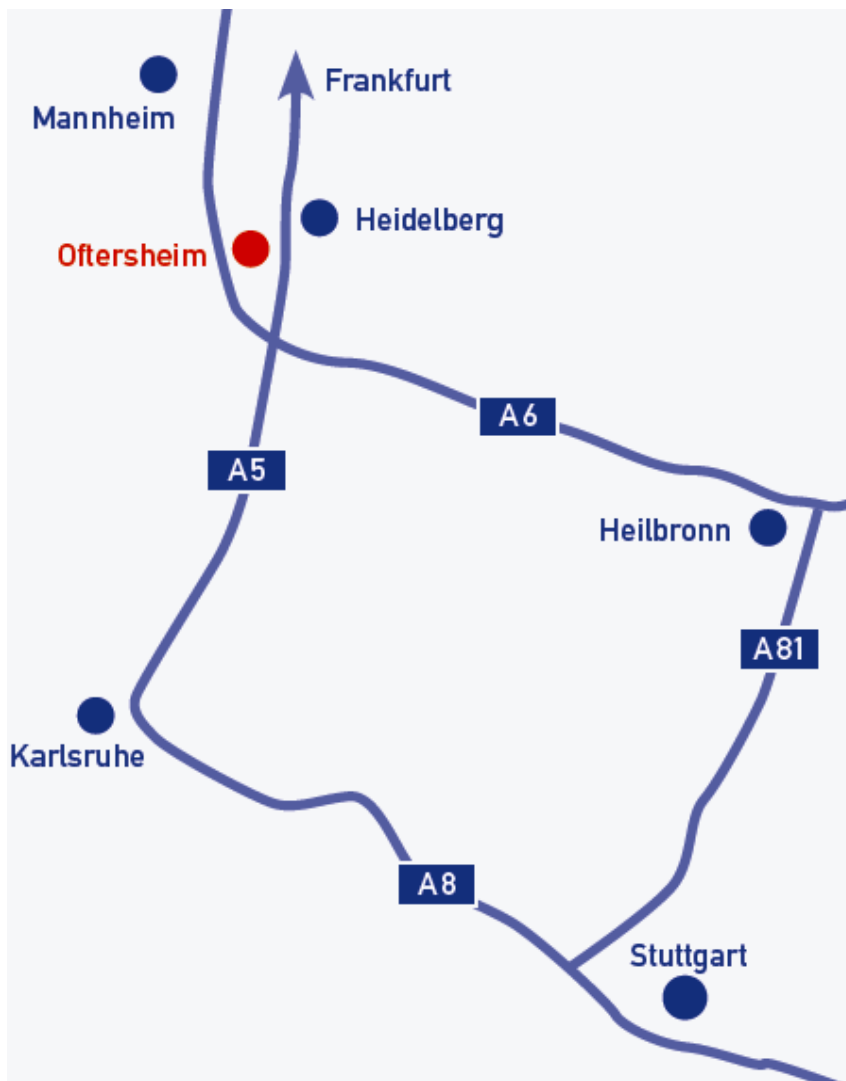 Frankfurt
Mannheim
Heidelberg
Oftersheim
A6
A5
Heilbronn
A81
Karlsruhe
A8
Stuttgart